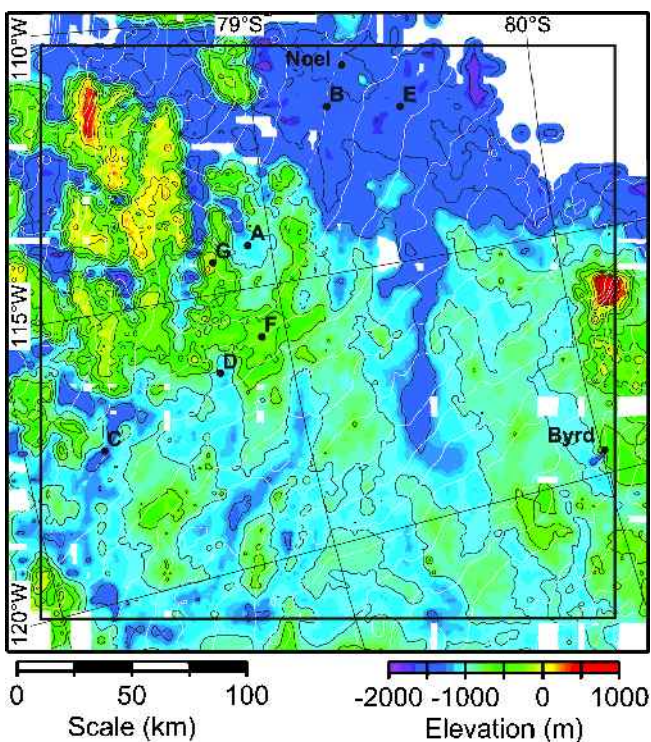 79°S
80°S
110°W
Noel
B
E
A
G
115°W
F
D
C
Byrd
120°W
0 50 100
-2000 -1000 0 1000
Scale (km)
Elevation (m)